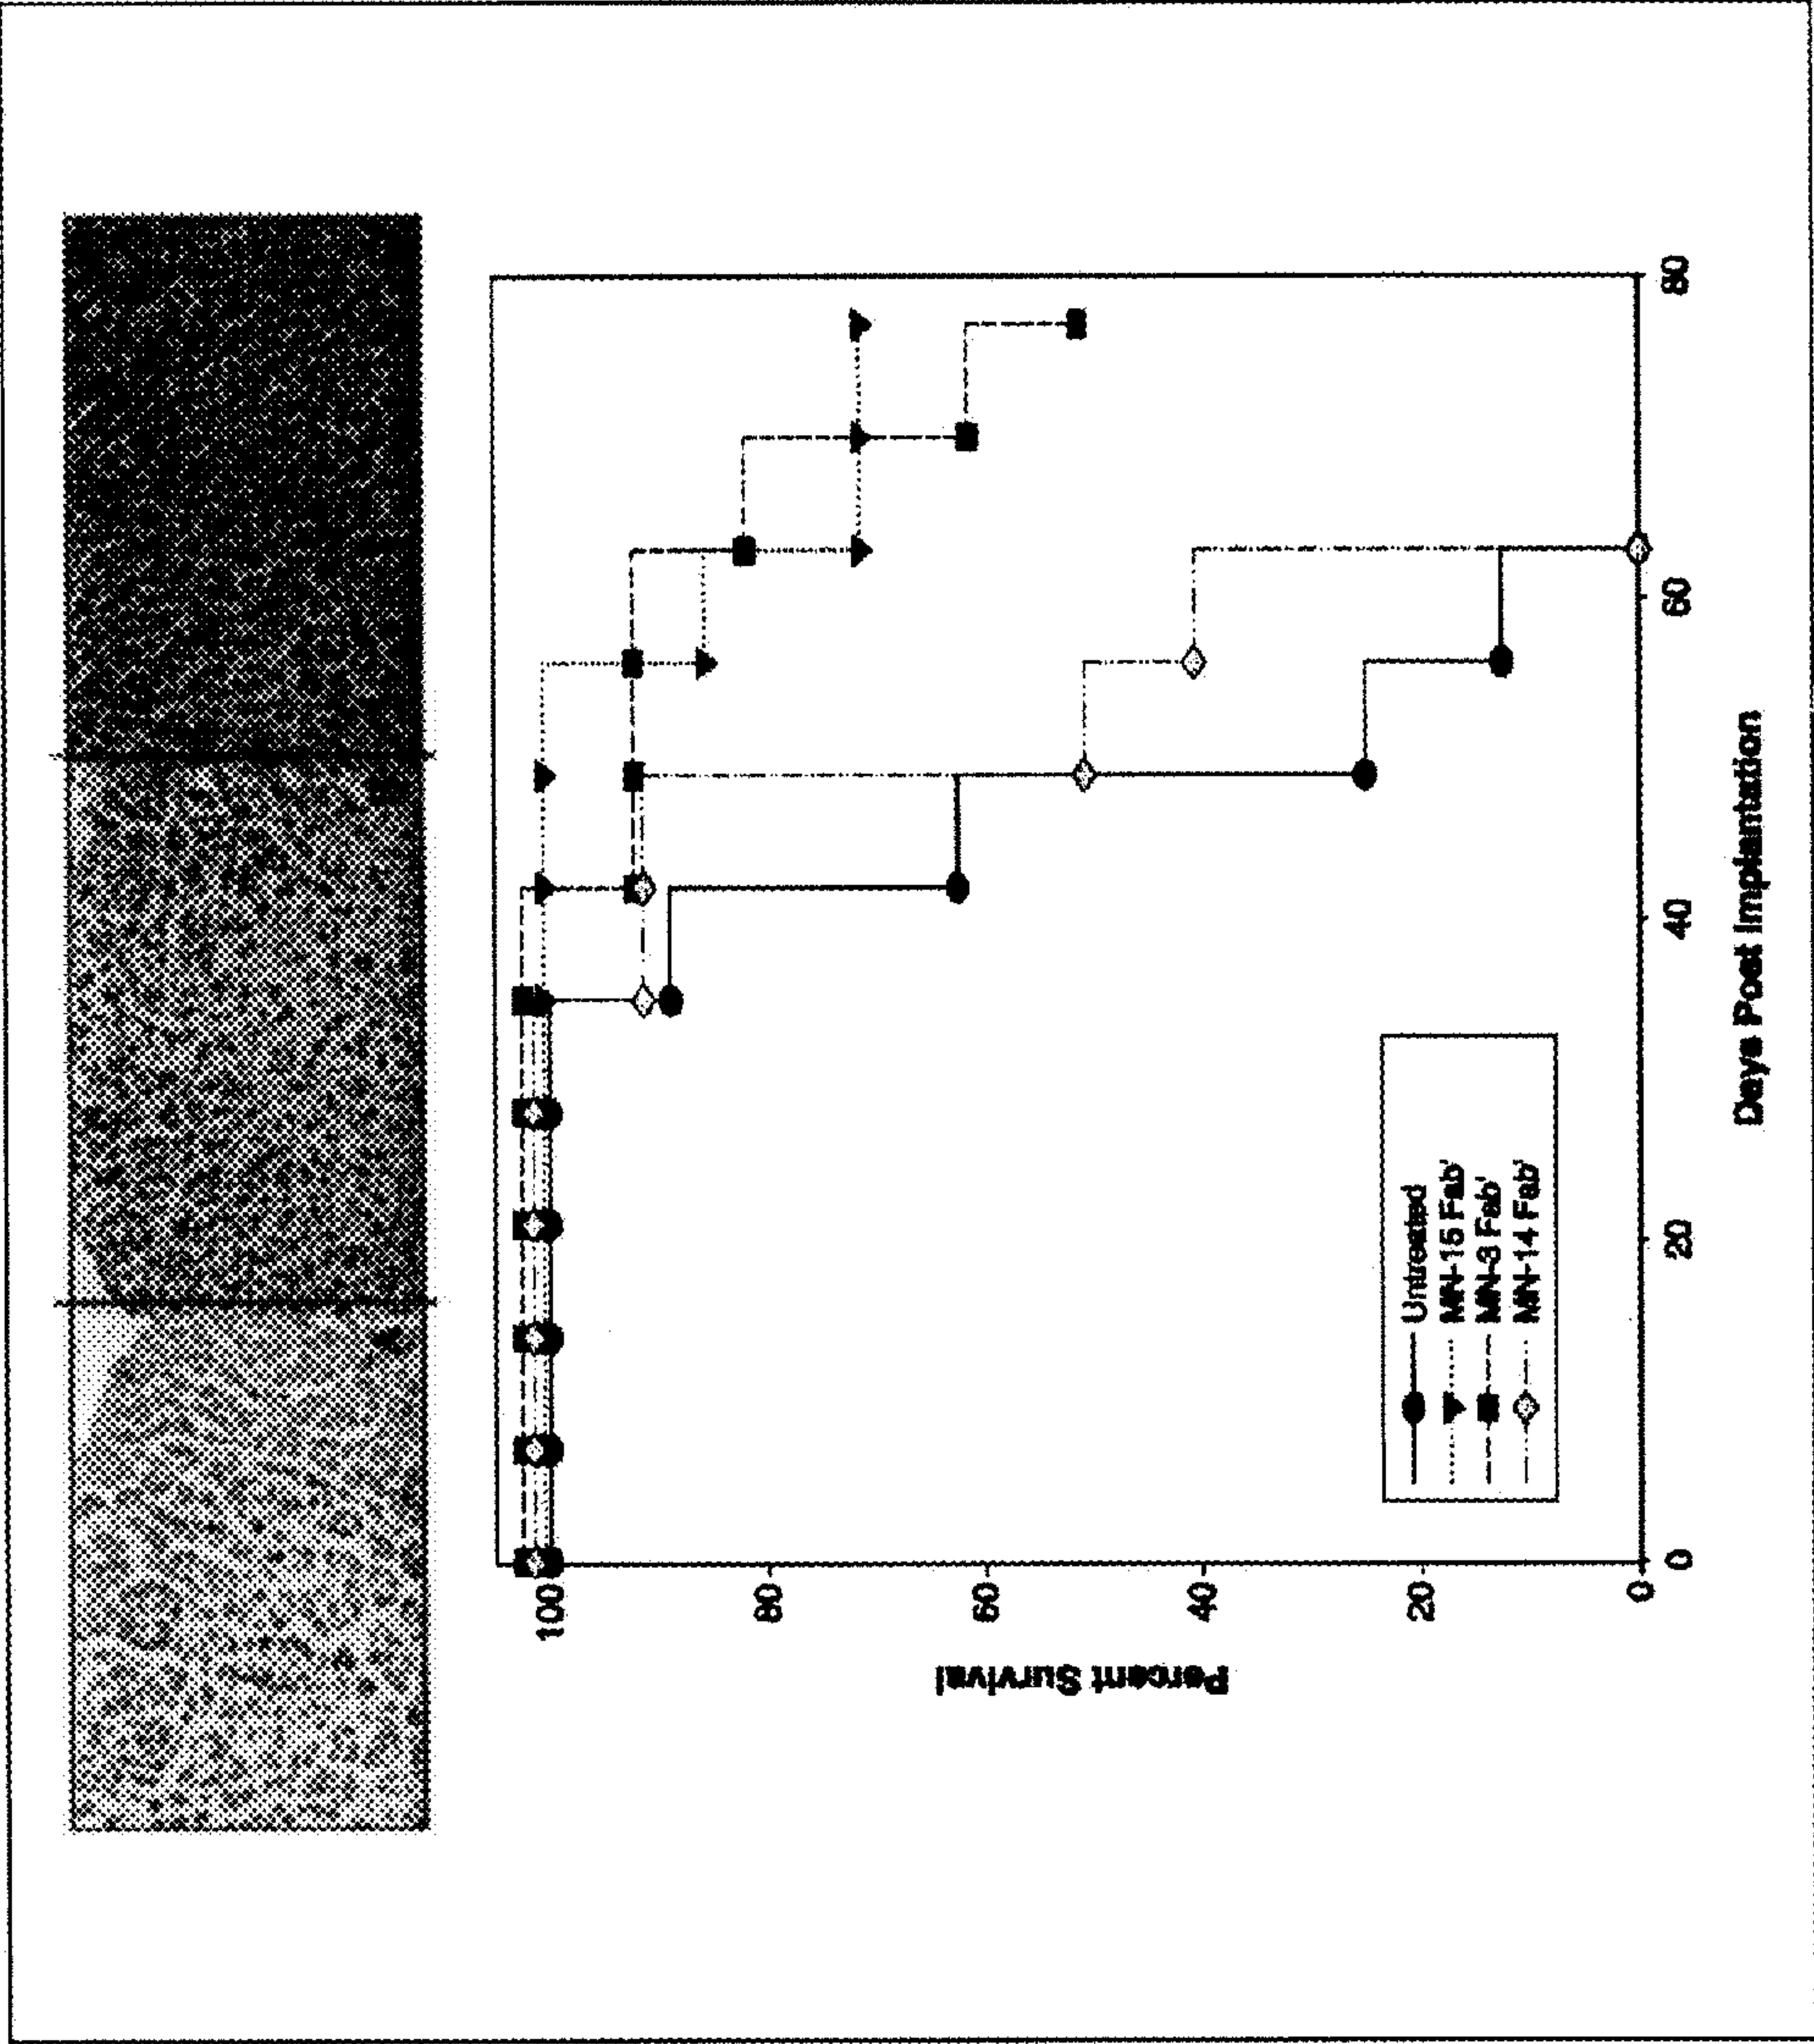 Percent Survival
100
80
60
40
20
0
Untreated
MN-15 Fab'
MN-3 Fab'
MN-14 Fab'
0
20
40
60
80
Days Post Implantation